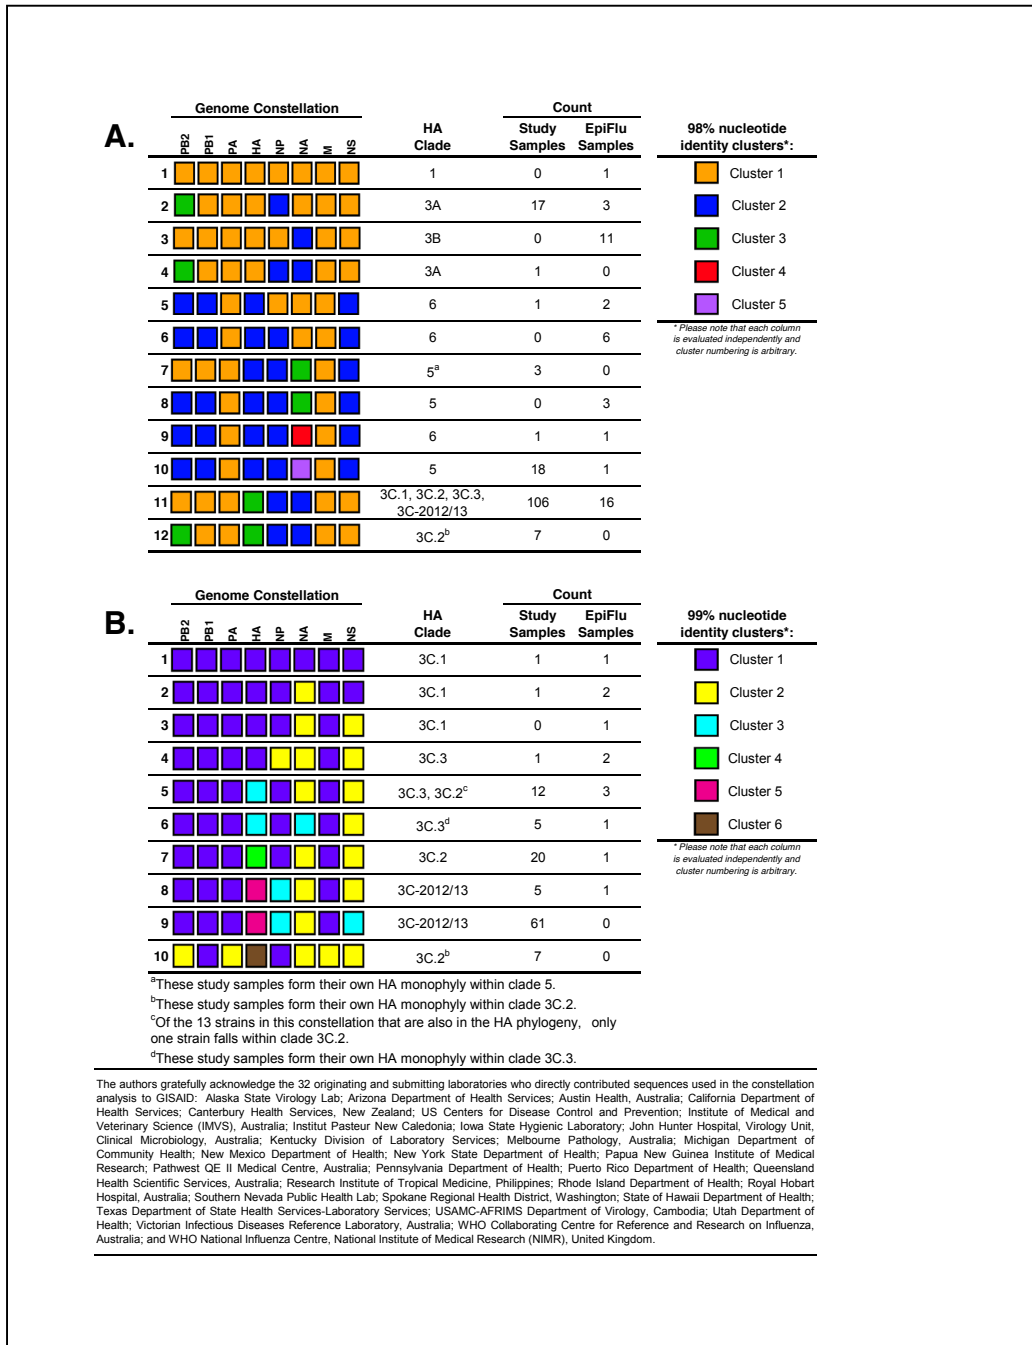 Genome Constellation
Count
A.
PB2 PB1 PA HA NP NA M NS
HA Clade
Study Samples
EpiFlu Samples
98% nucleotide
identity clusters*:
1 1 0 1
2 3A 17 3
3 3B 0 11
4 3A 1 0
5 6 1 2
6 6 0 6
7 5a 3 0
8 5 0 3
9 6 1 1
10 5 18 1
11 3C.1, 3C.2, 3C.3, 106 16
3C-2012/13
12 3C.2b 7 0
Cluster 1
Cluster 2
Cluster 3
Cluster 4
Cluster 5
* Please note that each column
is evaluated independently and
cluster numbering is arbitrary.
Genome Constellation
Count
B.
PB2 PB1 PA HA NP NA M NS
HA Clade
Study Samples
EpiFlu Samples
99% nucleotide
identity clusters*:
1 3C.1 1 1
2 3C.1 1 2
3 3C.1 0 1
4 3C.3 1 2
5 3C.3, 3C.2c 12 3
6 3C.3d 5 1
7 3C.2 20 1
8 3C-2012/13 5 1
9 3C-2012/13 61 0
10 3C.2b 7 0
Cluster 1
Cluster 2
Cluster 3
Cluster 4
Cluster 5
Cluster 6
* Please note that each column
is evaluated independently and
cluster numbering is arbitrary.
aThese study samples form their own HA monophyly within clade 5.
bThese study samples form their own HA monophyly within clade 3C.2.
cOf the 13 strains in this constellation that are also in the HA phylogeny, only
one strain falls within clade 3C.2.
dThese study samples form their own HA monophyly within clade 3C.3.
The authors gratefully acknowledge the 32 originating and submitting laboratories who directly contributed sequences used in the constellation
analysis to GISAID: Alaska State Virology Lab; Arizona Department of Health Services; Austin Health, Australia; California Department of
Health Services; Canterbury Health Services, New Zealand; US Centers for Disease Control and Prevention; Institute of Medical and
Veterinary Science (IMVS), Australia; Institut Pasteur New Caledonia; Iowa State Hygienic Laboratory; John Hunter Hospital, Virology Unit,
Clinical Microbiology, Australia; Kentucky Division of Laboratory Services; Melbourne Pathology, Australia; Michigan Department of
Community Health; New Mexico Department of Health; New York State Department of Health; Papua New Guinea Institute of Medical
Research; Pathwest QE II Medical Centre, Australia; Pennsylvania Department of Health; Puerto Rico Department of Health; Queensland
Health Scientific Services, Australia; Research Institute of Tropical Medicine, Philippines; Rhode Island Department of Health; Royal Hobart
Hospital, Australia; Southern Nevada Public Health Lab; Spokane Regional Health District, Washington; State of Hawaii Department of Health;
Texas Department of State Health Services-Laboratory Services; USAMC-AFRIMS Department of Virology, Cambodia; Utah Department of
Health; Victorian Infectious Diseases Reference Laboratory, Australia; WHO Collaborating Centre for Reference and Research on Influenza,
Australia; and WHO National Influenza Centre, National Institute of Medical Research (NIMR), United Kingdom.